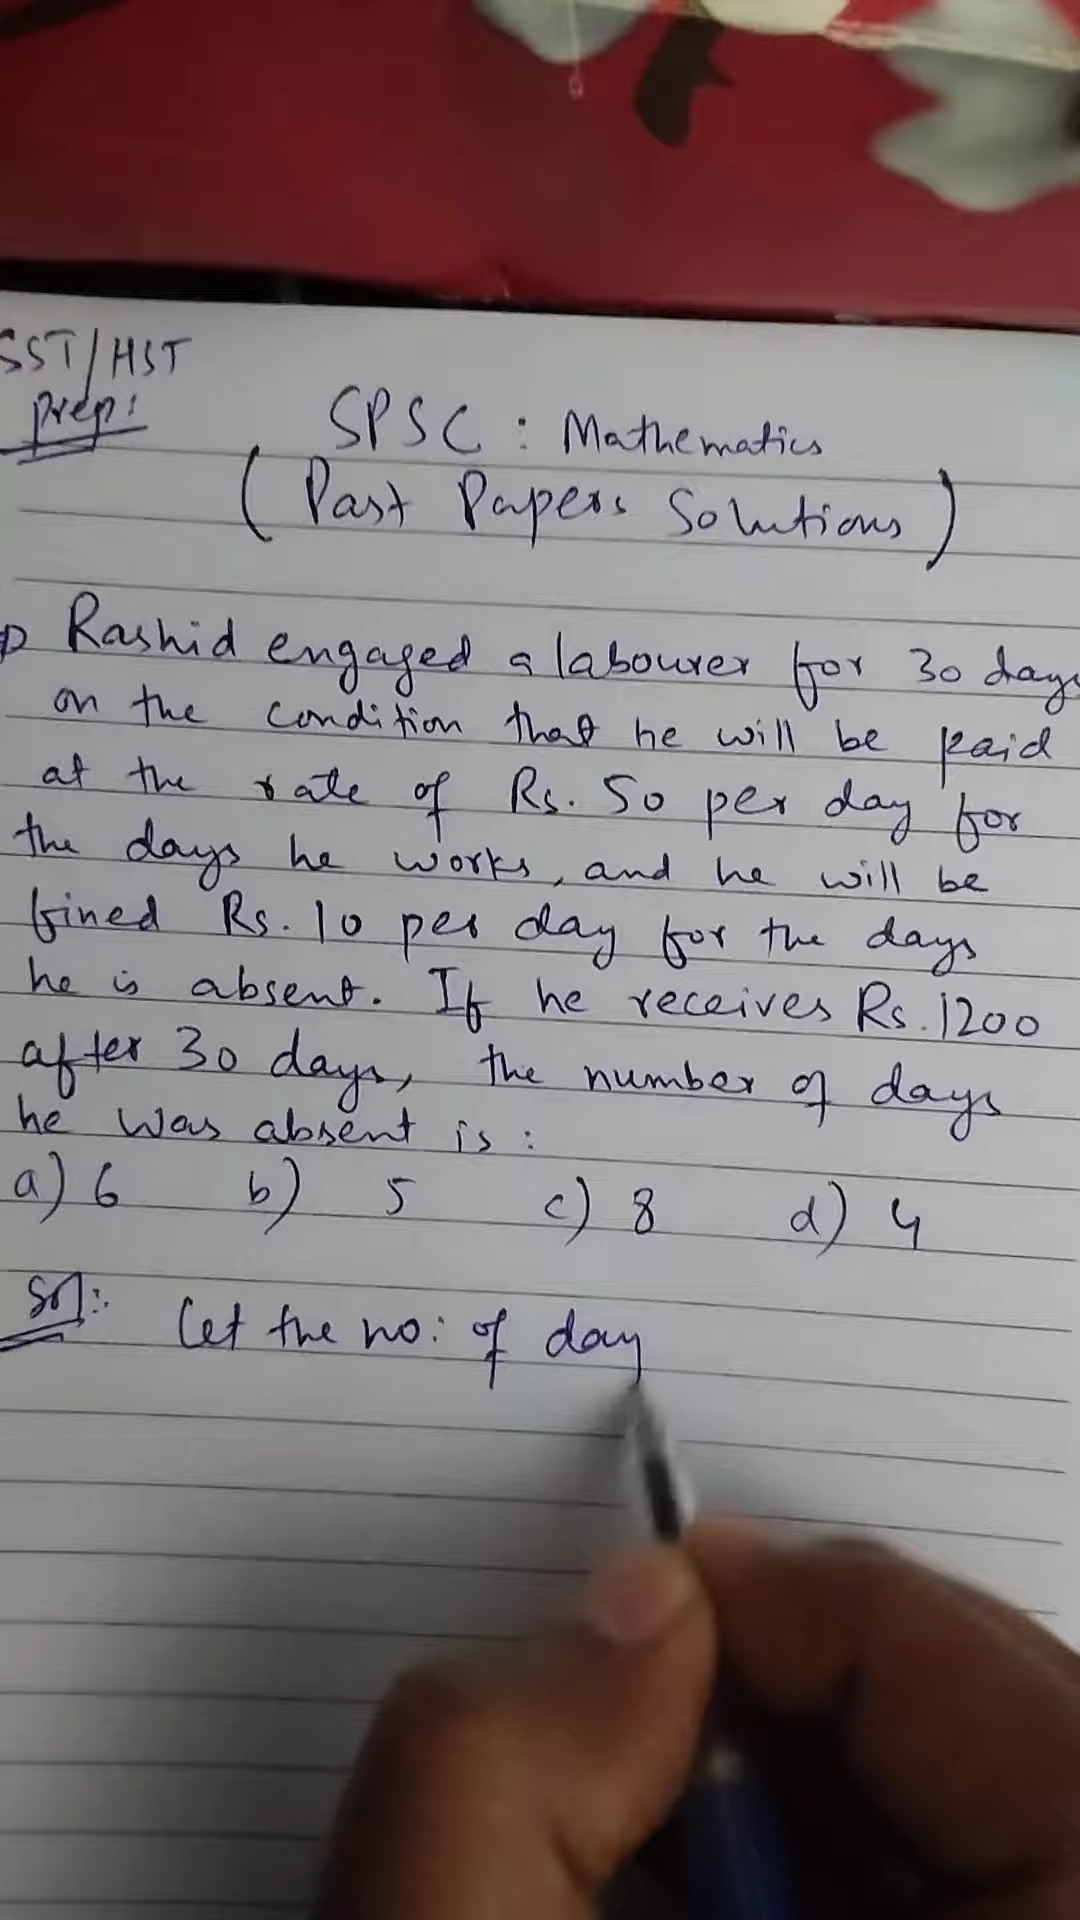 SST/HST
Prep:
SPSC : Mathematics
(Past Papers Solutions)
Rashid engaged a labourer for 30 days
on the condition that he will be paid
at the rate of Rs. 50 per day for
the days he works, and he will be
fined Rs. 10 per day for the days
he is absent. If he receives Rs. 1200
after 30 days, the number of days
he was absent is :
a) 6 b) 5 c) 8 d) 4
Sol:. Let the no: of day